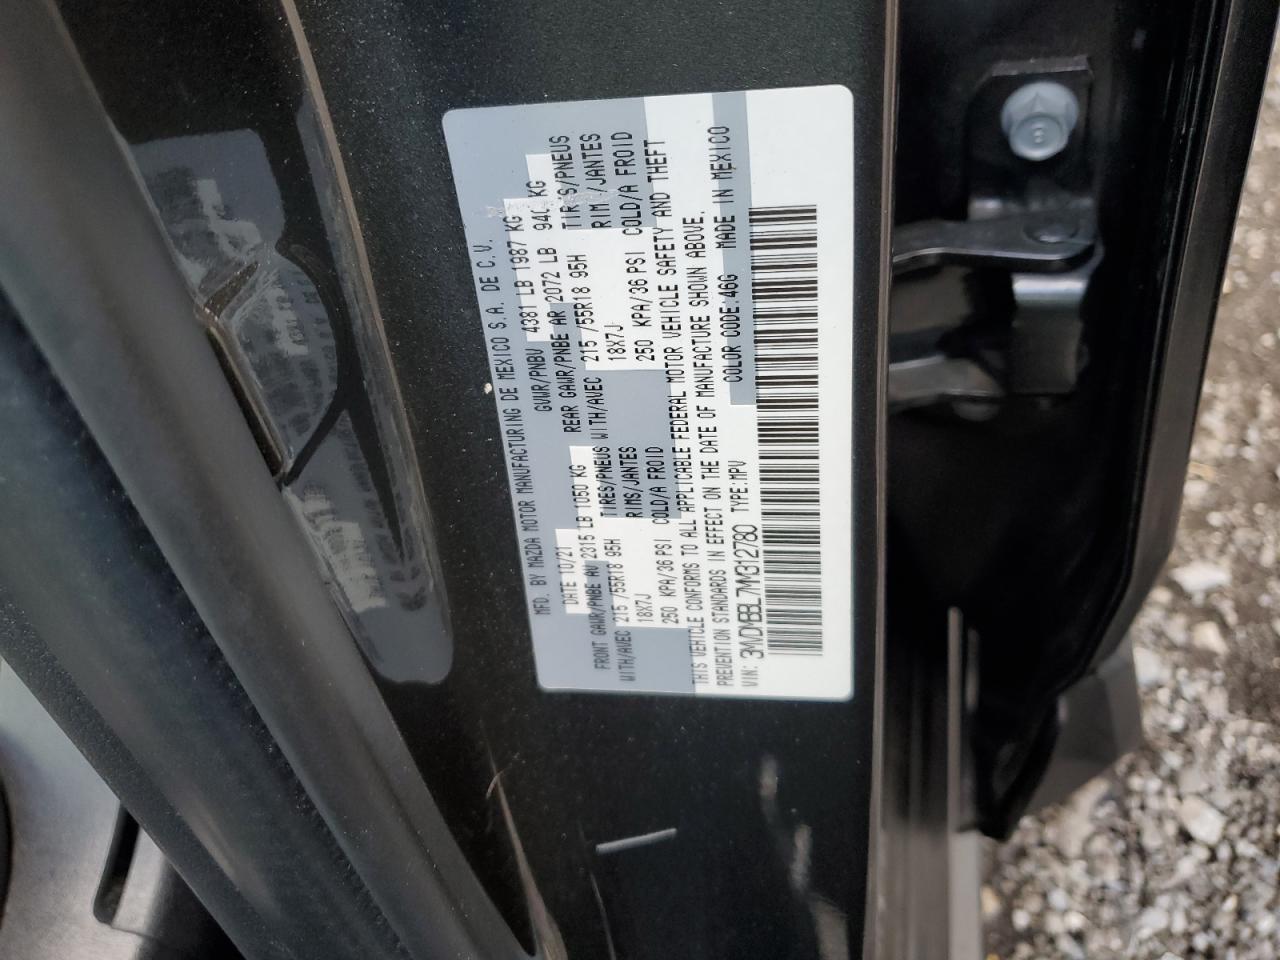 MFD. BY MAZDA MOTOR MANUFACTURING DE MEXICO S.A. DE C.V.
DATE 10/21 GVWR/PNBV 4381 LB 1987 KG
FRONT GAWR/PNBE AV 2315 LB 1050 KG REAR GAWR/PNBE AR 2072 LB KG
WITH/AVEC 215 /55R18 95H TIRES/PNEUS WITH/AVEC 215 /55R18 95H TIRES/PNEUS
18X7J RIMS/JANTES 18X7J RIMS/JANTES
250 KPA/36 PSI COLD/A FROID 250 KPA/36 PSI COLD/A FROID
THIS VEHICLE CONFORMS TO ALL APPLICABLE FEDERAL MOTOR VEHICLE SAFETY AND THEFT
PREVENTION STANDARDS IN EFFECT ON THE DATE OF MANUFACTURE SHOWN ABOVE.
VIN: 3MVDMBBL7NM312780 TYPE:MPV COLOR CODE:46G MADE IN MEXICO